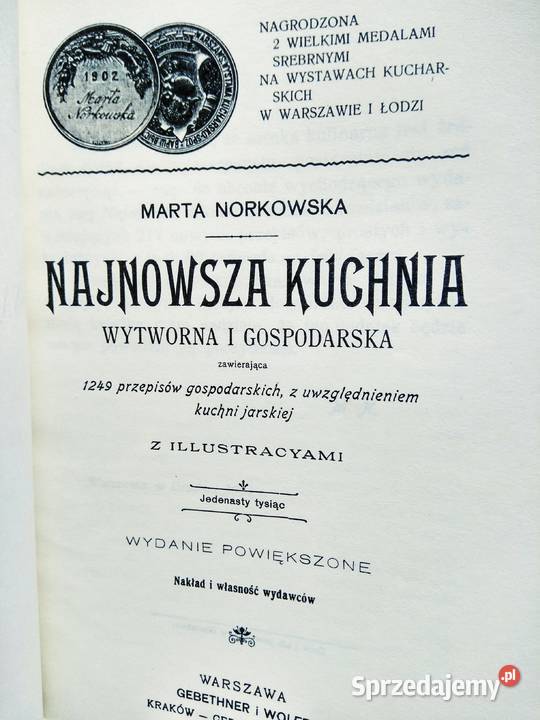 NAGRODZONA
2 WIELKIMI MEDALAMI
SREBRNYMI
NA WYSTAWACH KUCHAR-
SKICH
W WARSZAWIE I ŁODZI
1902
Marta
Norkowska
MARTA NORKOWSKA
NAJNOWSZA KUCHNIA
WYTWORNA I GOSPODARSKA
zawierająca
1249 przepisów gospodarskich, z uwzględnieniem
kuchni jarskiej
Z ILLUSTRACYAMI
Jedenasty tysiąc
WYDANIE POWIĘKSZONE
Nakład i własność wydawców
WARSZAWA
GEBETHNER i WOLFF
KRAKÓW –
Sprzedajemy.pl